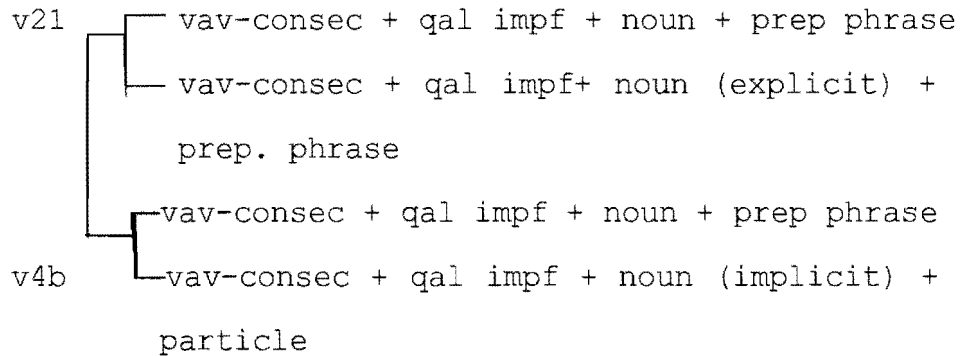 v21 vav-consec + qal impf + noun + prep phrase
vav-consec + qal impf+ noun (explicit) +
prep. phrase
vav-consec + qal impf + noun + prep phrase
v4b vav-consec + qal impf + noun (implicit) +
particle